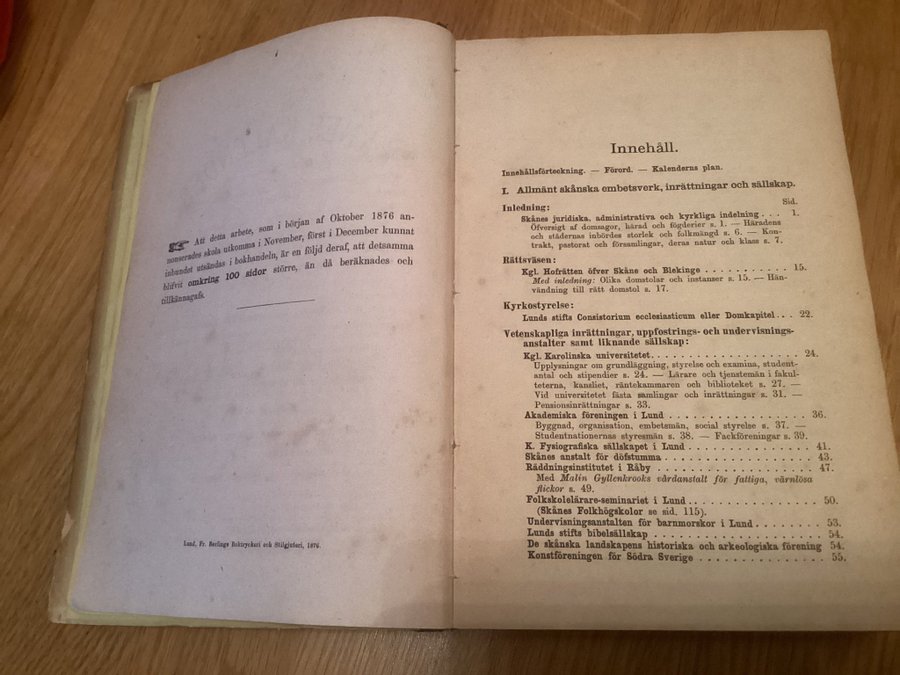 ☞ Att detta arbete, som i början af Oktober 1876 an-
nonserades skola utkomma i November, först i December kunnat
inbundet utsändas i bokhandeln, är en följd deraf, att detsamma
blifvit omkring 100 sidor större, än då beräknades och
tillkännagafs.
Lund, Fr. Berlings Boktryckeri och Stilgjuteri, 1876.
Innehåll.
Innehållsförteckning. — Förord. — Kalenderns plan.
I. Allmänt skånska embetsverk, inrättningar och sällskap.
Sid.
Inledning:
Skånes juridiska, administrativa och kyrkliga indelning . . . 1.
Öfversigt af domsagor, härad och fögderier s. 1. — Häradens
och städernas inbördes storlek och folkmängd s. 6. — Kon-
trakt, pastorat och församlingar, deras natur och klass s. 7.
Rättsväsen:
Kgl. Hofrätten öfver Skåne och Blekinge . . . . . . . . . . . 15.
Med inledning: Olika domstolar och instanser s. 15. — Hän-
vändning till rätt domstol s. 17.
Kyrkostyrelse:
Lunds stifts Consistorium ecclesiasticum eller Domkapitel. . . 22.
Vetenskapliga inrättningar, uppfostrings- och undervisnings-
anstalter samt liknande sällskap:
Kgl. Karolinska universitetet. . . . . . . . . . . . . . . . . . . 24.
Upplysningar om grundläggning, styrelse och examina, student-
antal och stipendier s. 24. — Lärare och tjenstemän i fakul-
teterna, kansliet, räntekammaren och biblioteket s. 27. —
Vid universitetet fästa samlingar och inrättningar s. 31. —
Pensionsinrättningar s. 33.
Akademiska föreningen i Lund . . . . . . . . . . . . . . . . . 36.
Byggnad, organisation, embetsmän, social styrelse s. 37. —
Studentnationernas styresmän s. 38. — Fackföreningar s. 39.
K. Fysiografiska sällskapet i Lund . . . . . . . . . . . . . . . 41.
Skånes anstalt för döfstumma . . . . . . . . . . . . . . . . . . 43.
Räddningsinstitutet i Råby . . . . . . . . . . . . . . . . . . . . 47.
Med Malin Gyllenkrooks vårdanstalt för fattiga, värnlösa
flickor s. 49.
Folkskolelärare-seminariet i Lund . . . . . . . . . . . . . . . 50.
(Skånes Folkhögskolor se sid. 115).
Undervisningsanstalten för barnmorskor i Lund . . . . . . . . 53.
Lunds stifts bibelsällskap . . . . . . . . . . . . . . . . . . . . 54.
De skånska landskapens historiska och arkeologiska förening 54.
Konstföreningen för Södra Sverige . . . . . . . . . . . . . . . 55.